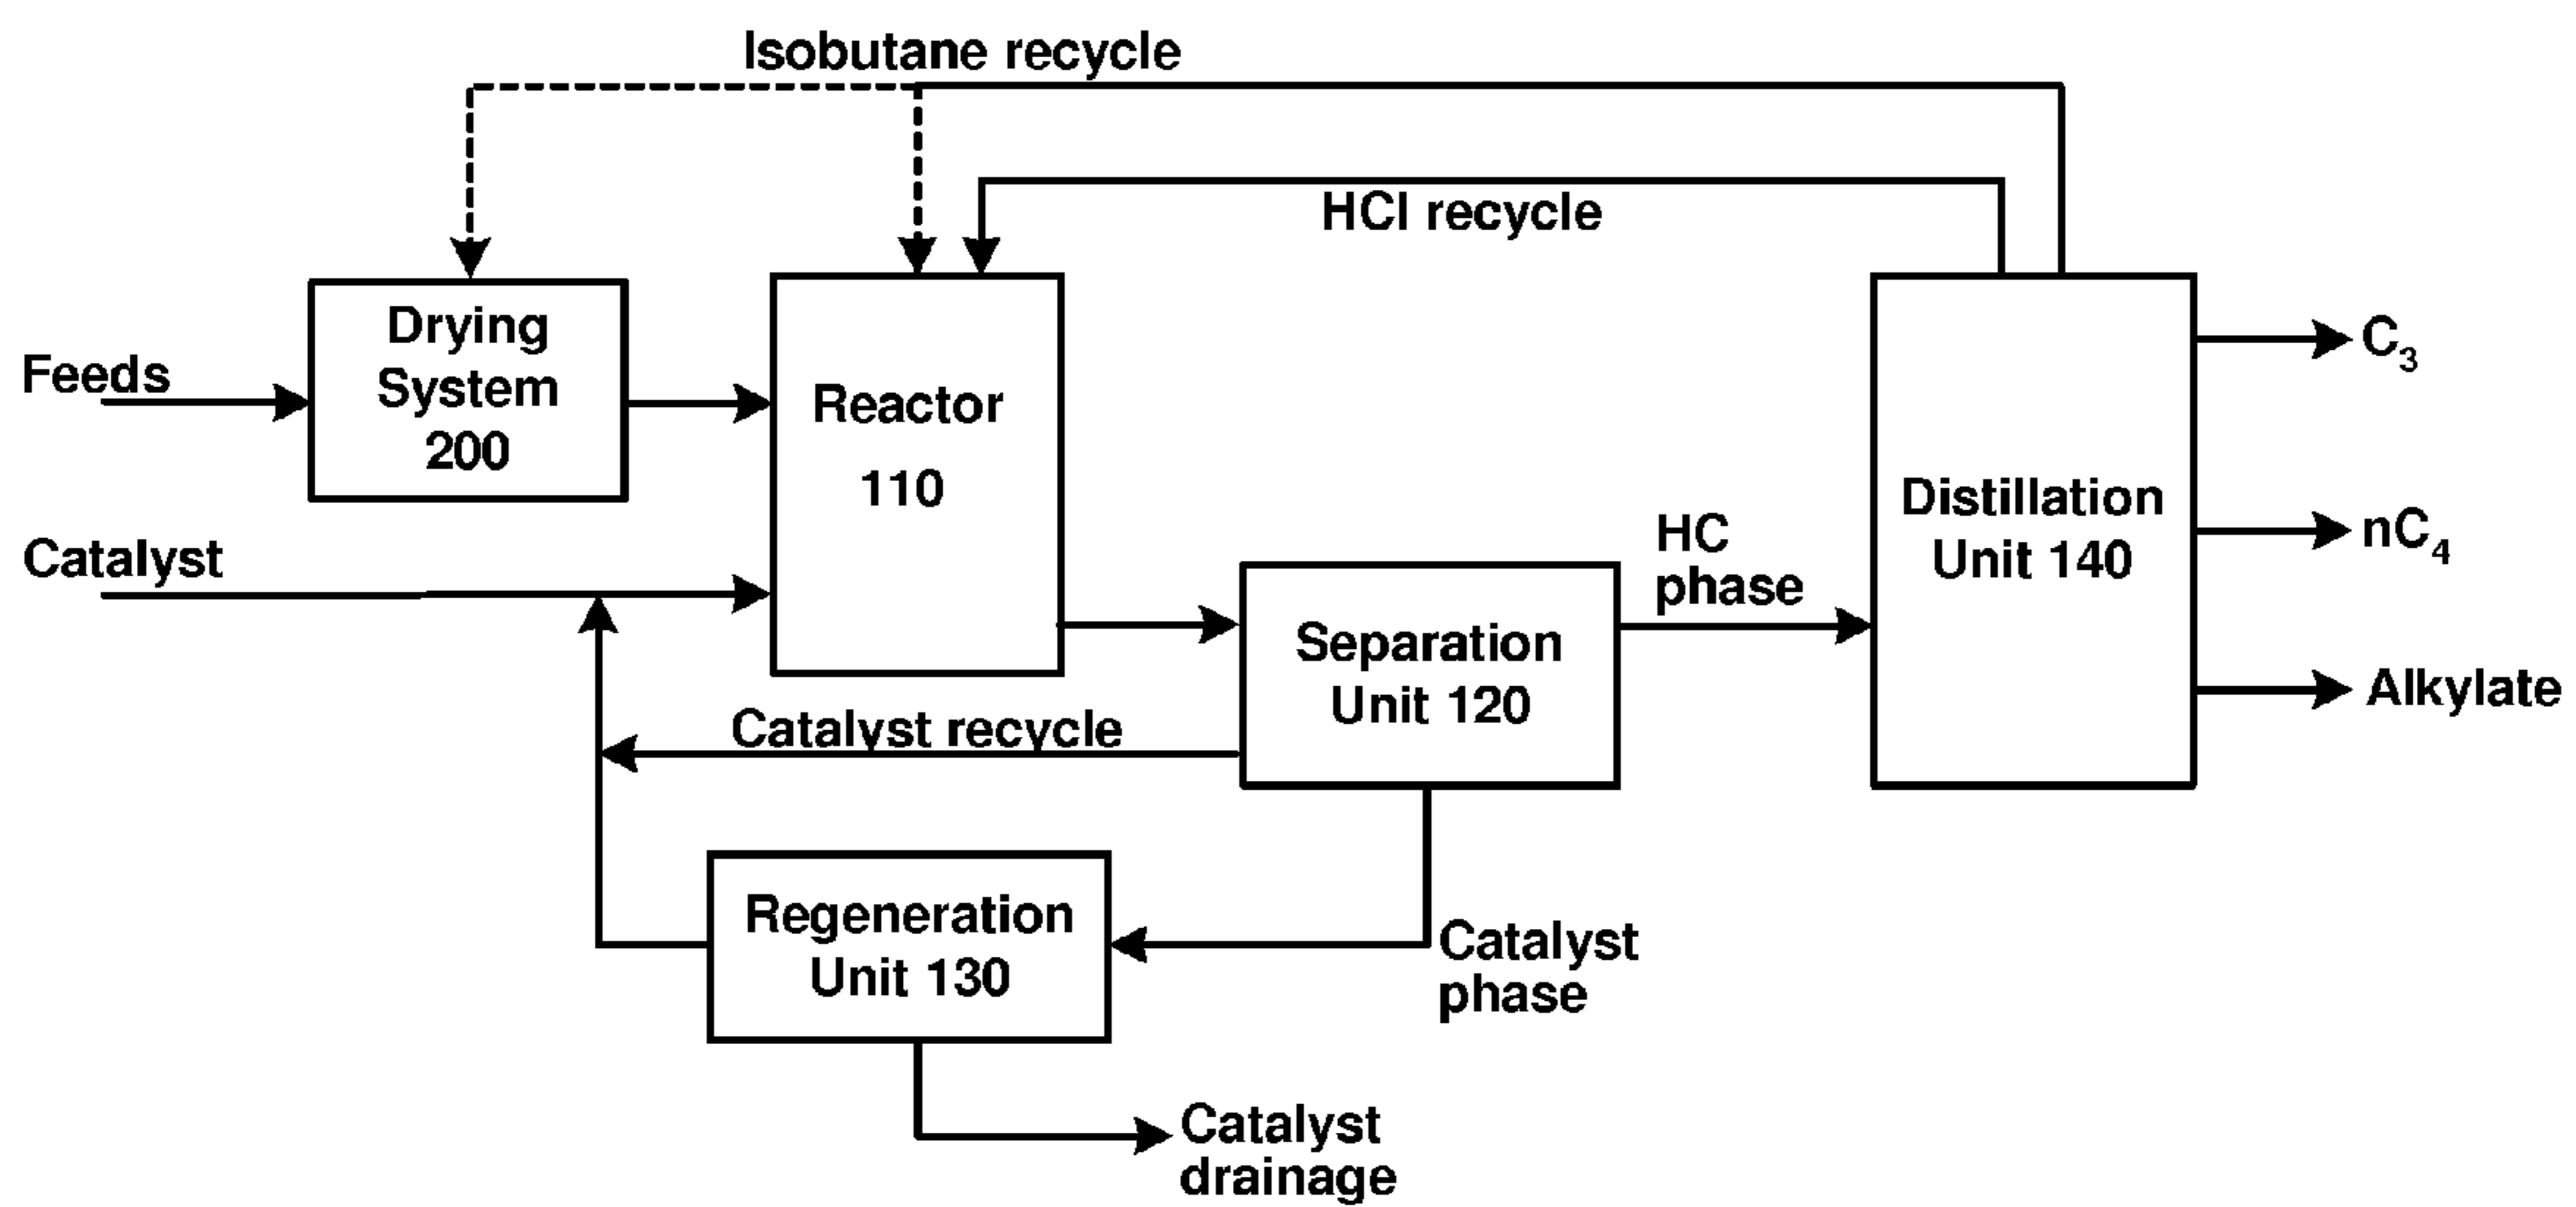 Isobutane recycle
HCl recycle
Feeds
Drying
System
200
Reactor
110
C₃
Catalyst
HC
phase
Distillation
Unit 140
nC₄
Separation
Unit 120
Alkylate
Catalyst recycle
Regeneration
Unit 130
Catalyst
phase
Catalyst
drainage